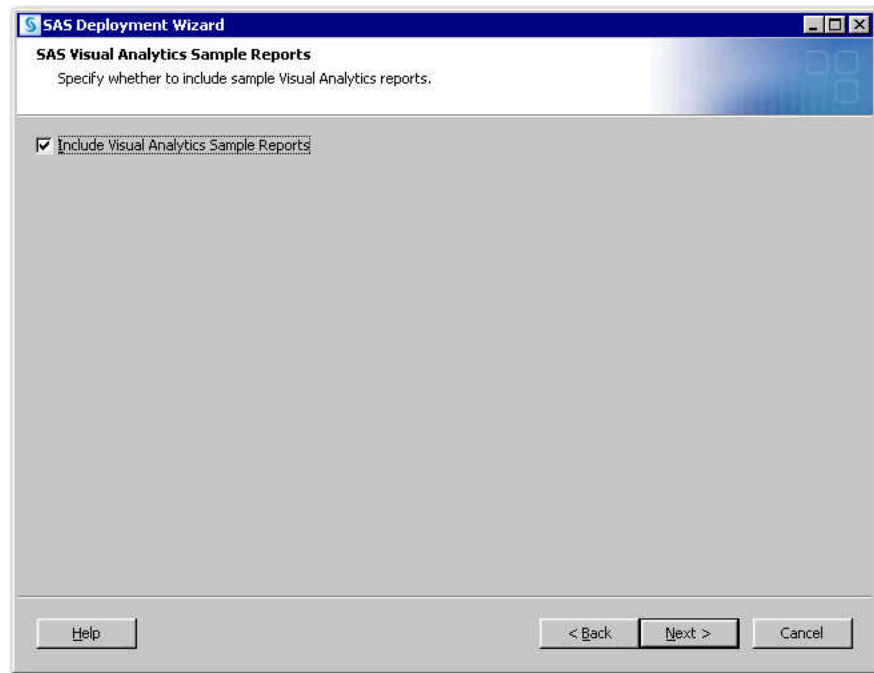 SAS Deployment Wizard
SAS Visual Analytics Sample Reports
Specify whether to include sample Visual Analytics reports.
Include Visual Analytics Sample Reports
Help
< Back
Next >
Cancel